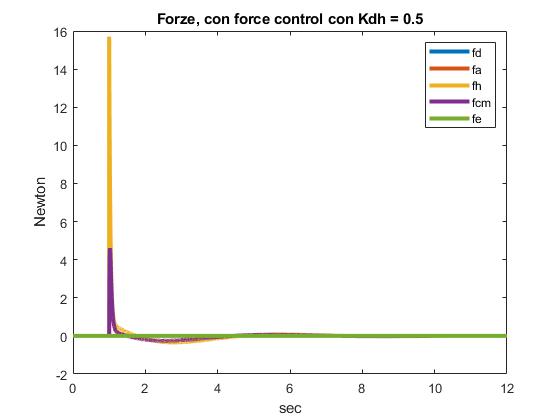 Forze, con force control con Kdh = 0.5
16
14
12
10
8
6
4
2
0
-2
Newton
fd
fa
fh
fcm
fe
0 2 4 6 8 10 12
sec